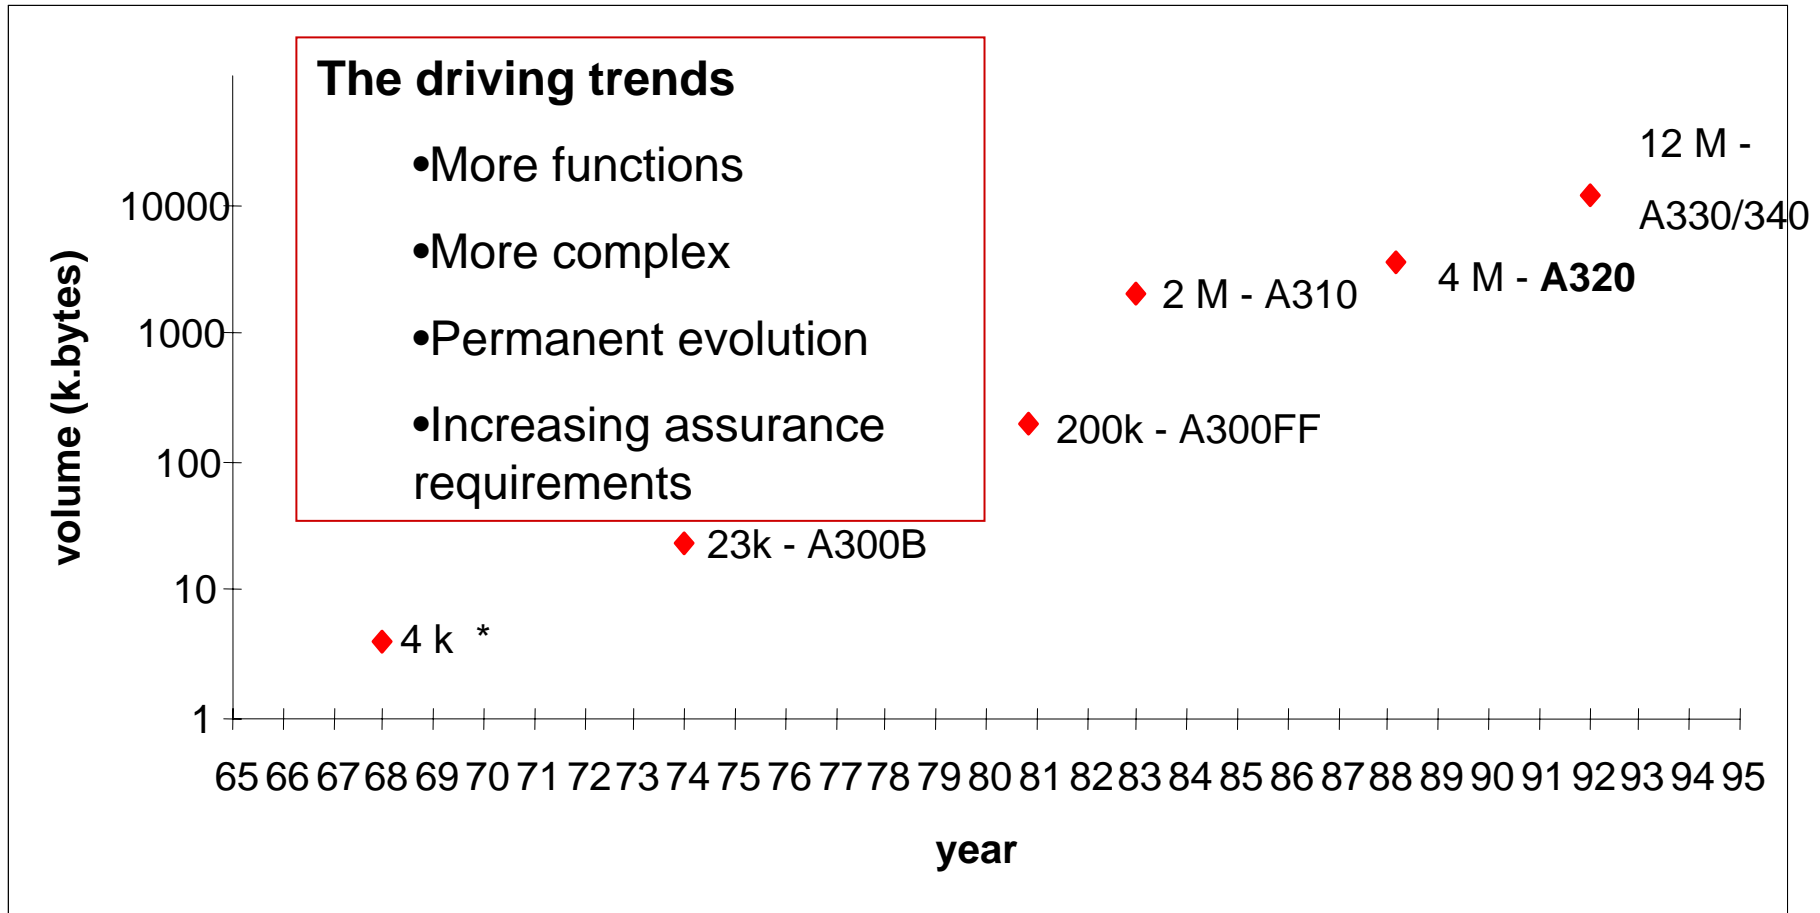 The driving trends
•More functions
•More complex
•Permanent evolution
•Increasing assurance
requirements
volume (k.bytes)
10000
1000
100
10
1
12 M -
A330/340
4 M - A320
2 M - A310
200k - A300FF
23k - A300B
4 k *
65 66 67 68 69 70 71 72 73 74 75 76 77 78 79 80 81 82 83 84 85 86 87 88 89 90 91 92 93 94 95
year